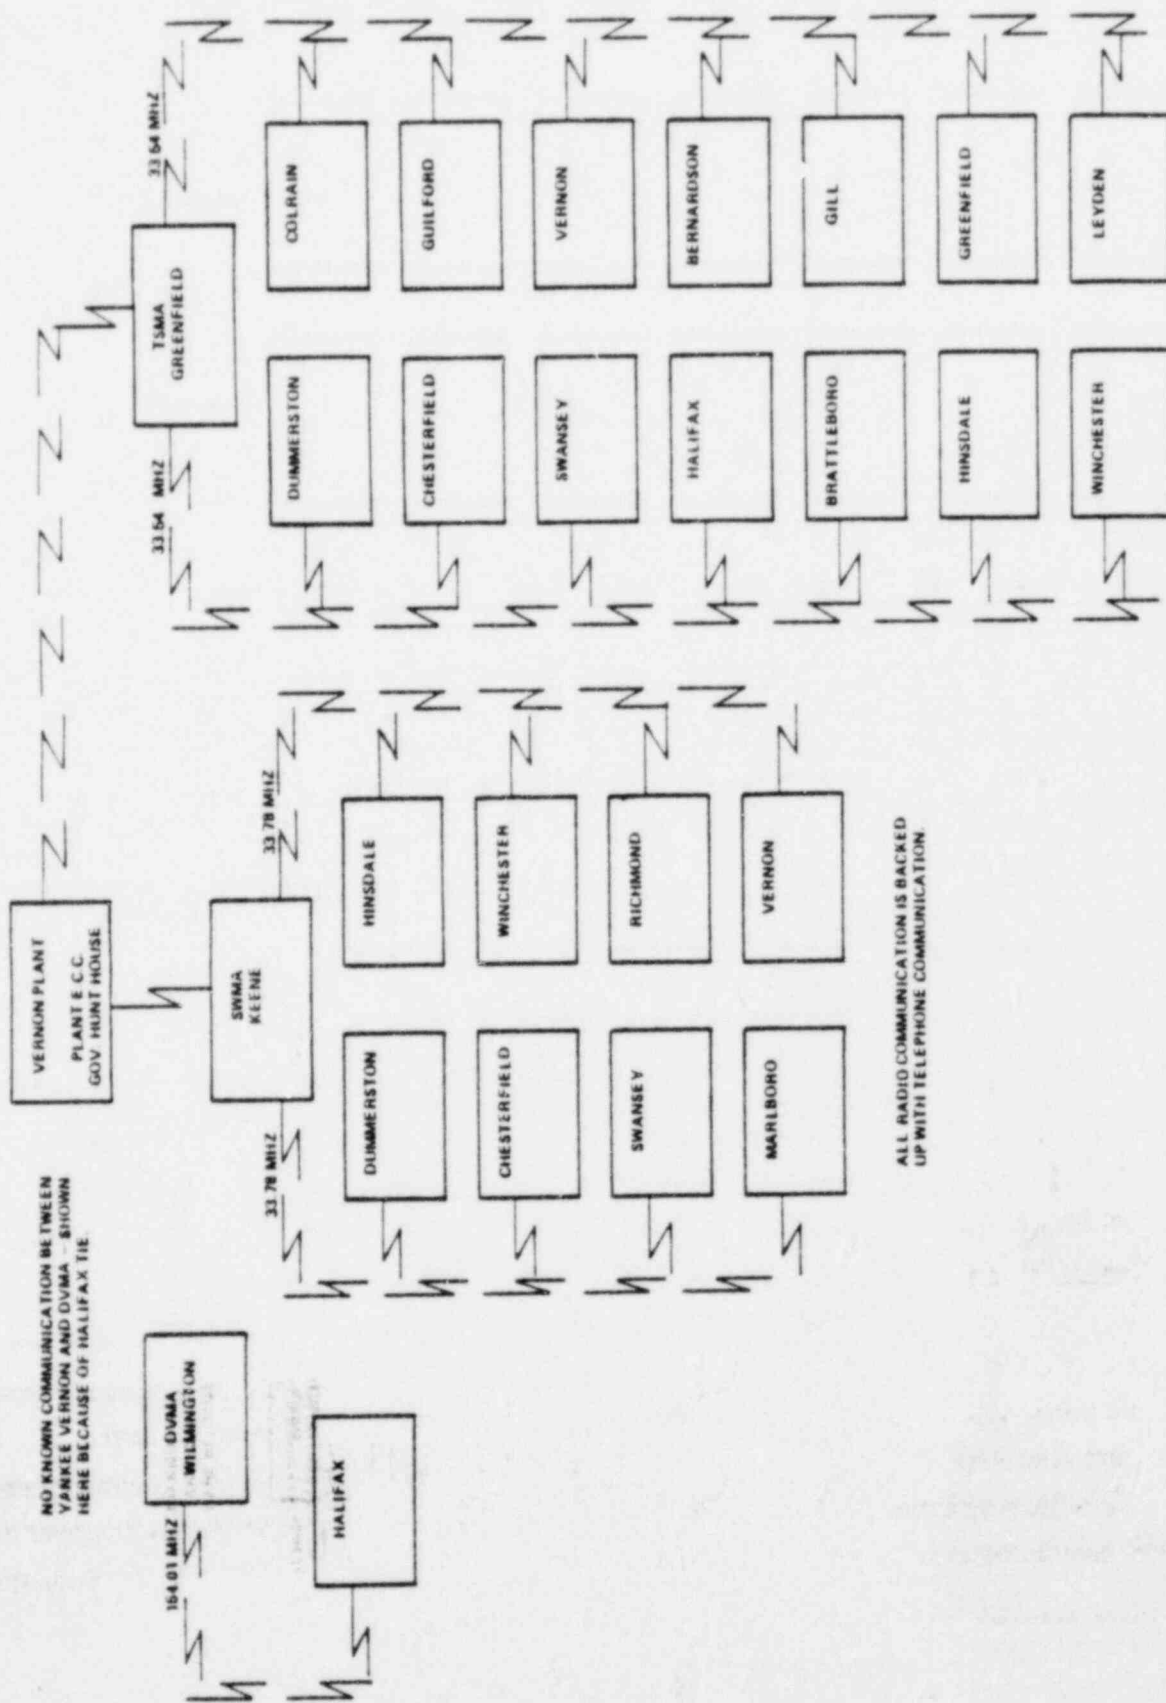 NO KNOWN COMMUNICATION BETWEEN
YANKEE VERNON AND DVMA - SHOWN
HERE BECAUSE OF HALIFAX TIE
VERNON PLANT
PLANT E C.C.
GOV HUNT HOUSE
164.01 MHZ
DVMA
WILMINGTON
HALIFAX
33.78 MHZ
SWMA
KEENE
33 78 MHZ
DUMMERSTON
HINSDALE
CHESTERFIELD
WINCHESTER
SWANSEY
RICHMOND
MARLBORO
VERNON
ALL RADIO COMMUNICATION IS BACKED
UP WITH TELEPHONE COMMUNICATION.
33 64 MHZ
TSMA
GREENFIELD
33 64 MHZ
DUMMERSTON
COLRAIN
CHESTERFIELD
GUILFORD
SWANSEY
VERNON
HALIFAX
BERNARDSON
BRATTLEBORO
GILL
HINSDALE
GREENFIELD
WINCHESTER
LEYDEN